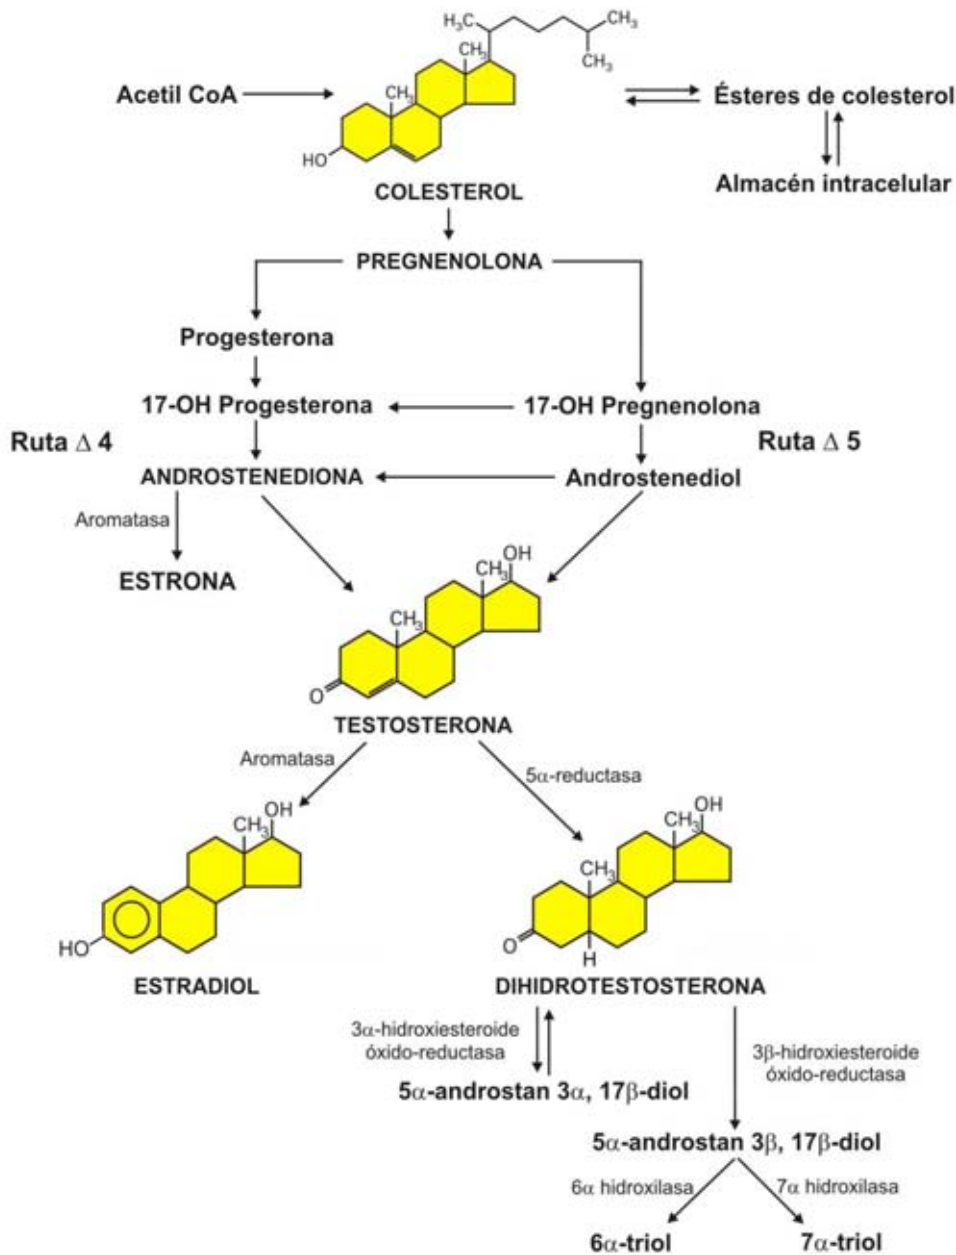 H₃C
CH₃
CH₃
CH₃
CH₃
HO
Acetil CoA
Ésteres de colesterol
Almacén intracelular
COLESTEROL
PREGNENOLONA
Progesterona
17-OH Progesterona
17-OH Pregnenolona
Ruta Δ 4
Ruta Δ 5
ANDROSTENEDIONA
Androstenediol
Aromatasa
ESTRONA
OH
CH₃
CH₃
O
TESTOSTERONA
Aromatasa
5α-reductasa
OH
CH₃
HO
ESTRADIOL
OH
CH₃
CH₃
O
H
DIHIDROTESTOSTERONA
3α-hidroxiesteroide
óxido-reductasa
3β-hidroxiesteroide
óxido-reductasa
5α-androstan 3α, 17β-diol
5α-androstan 3β, 17β-diol
6α hidroxilasa
7α hidroxilasa
6α-triol
7α-triol